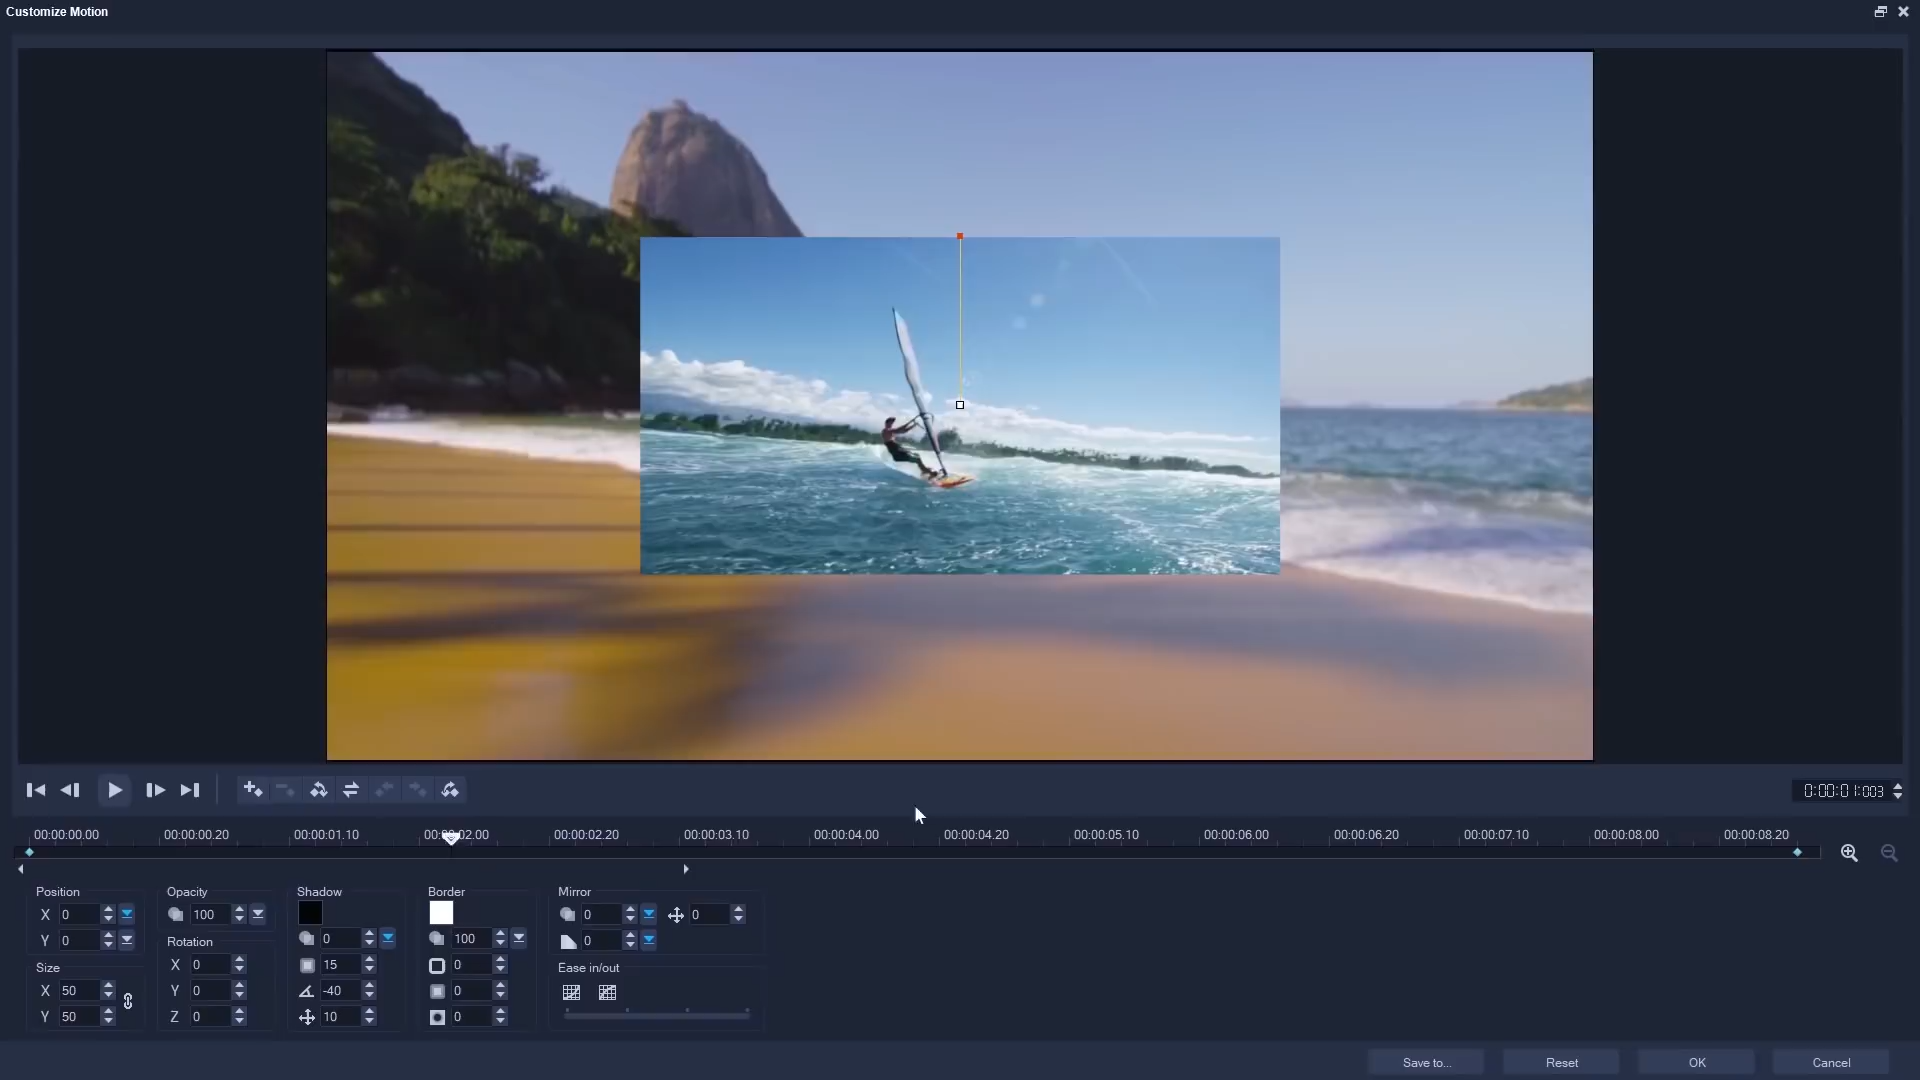 Customize Motion
0:00:01:003
00:00:00.00 00:00:00.20 00:00:01.10 00:00:02.00 00:00:02.20 00:00:03.10 00:00:04.00 00:00:04.20 00:00:05.10 00:00:06.00 00:00:06.20 00:00:07.10 00:00:08.00 00:00:08.20
Position
X 0
Y 0
Size
X 50
Y 50
Opacity
100
Rotation
X 0
Y 0
Z 0
Shadow
0
15
-40
10
Border
100
0
0
0
Mirror
0 0
0
Ease in/out
Save to... Reset OK Cancel